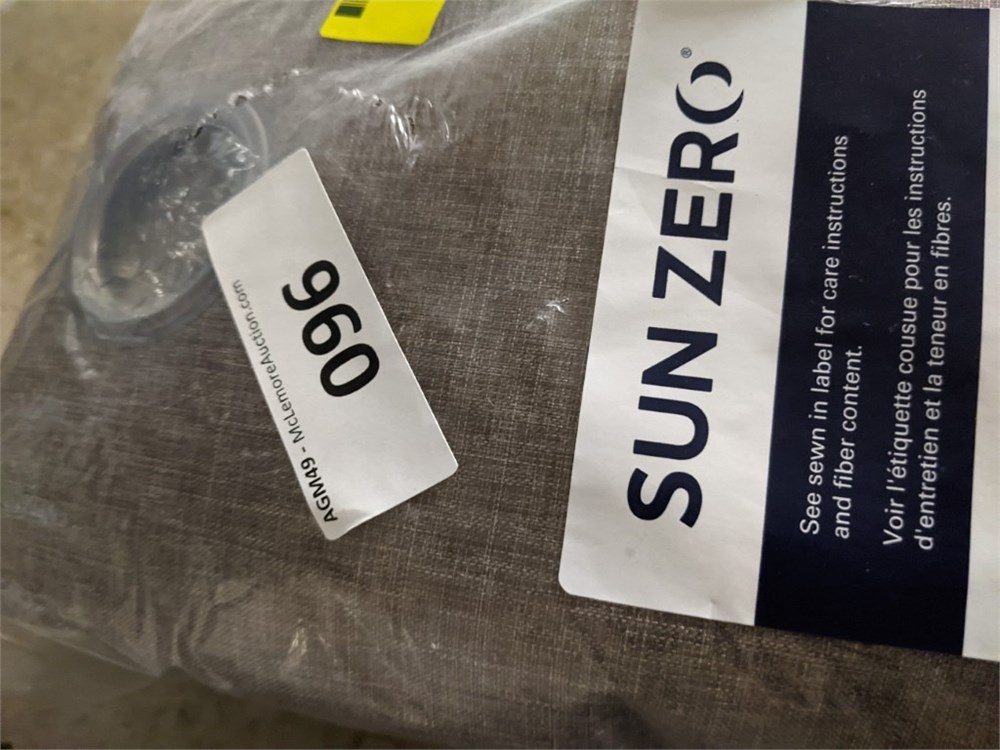 SUN ZERO®
See sewn in label for care instructions
and fiber content.
Voir l'étiquette cousue pour les instructions
d'entretien et la teneur en fibres.
AGM49 - McLemoreAuction.com
096